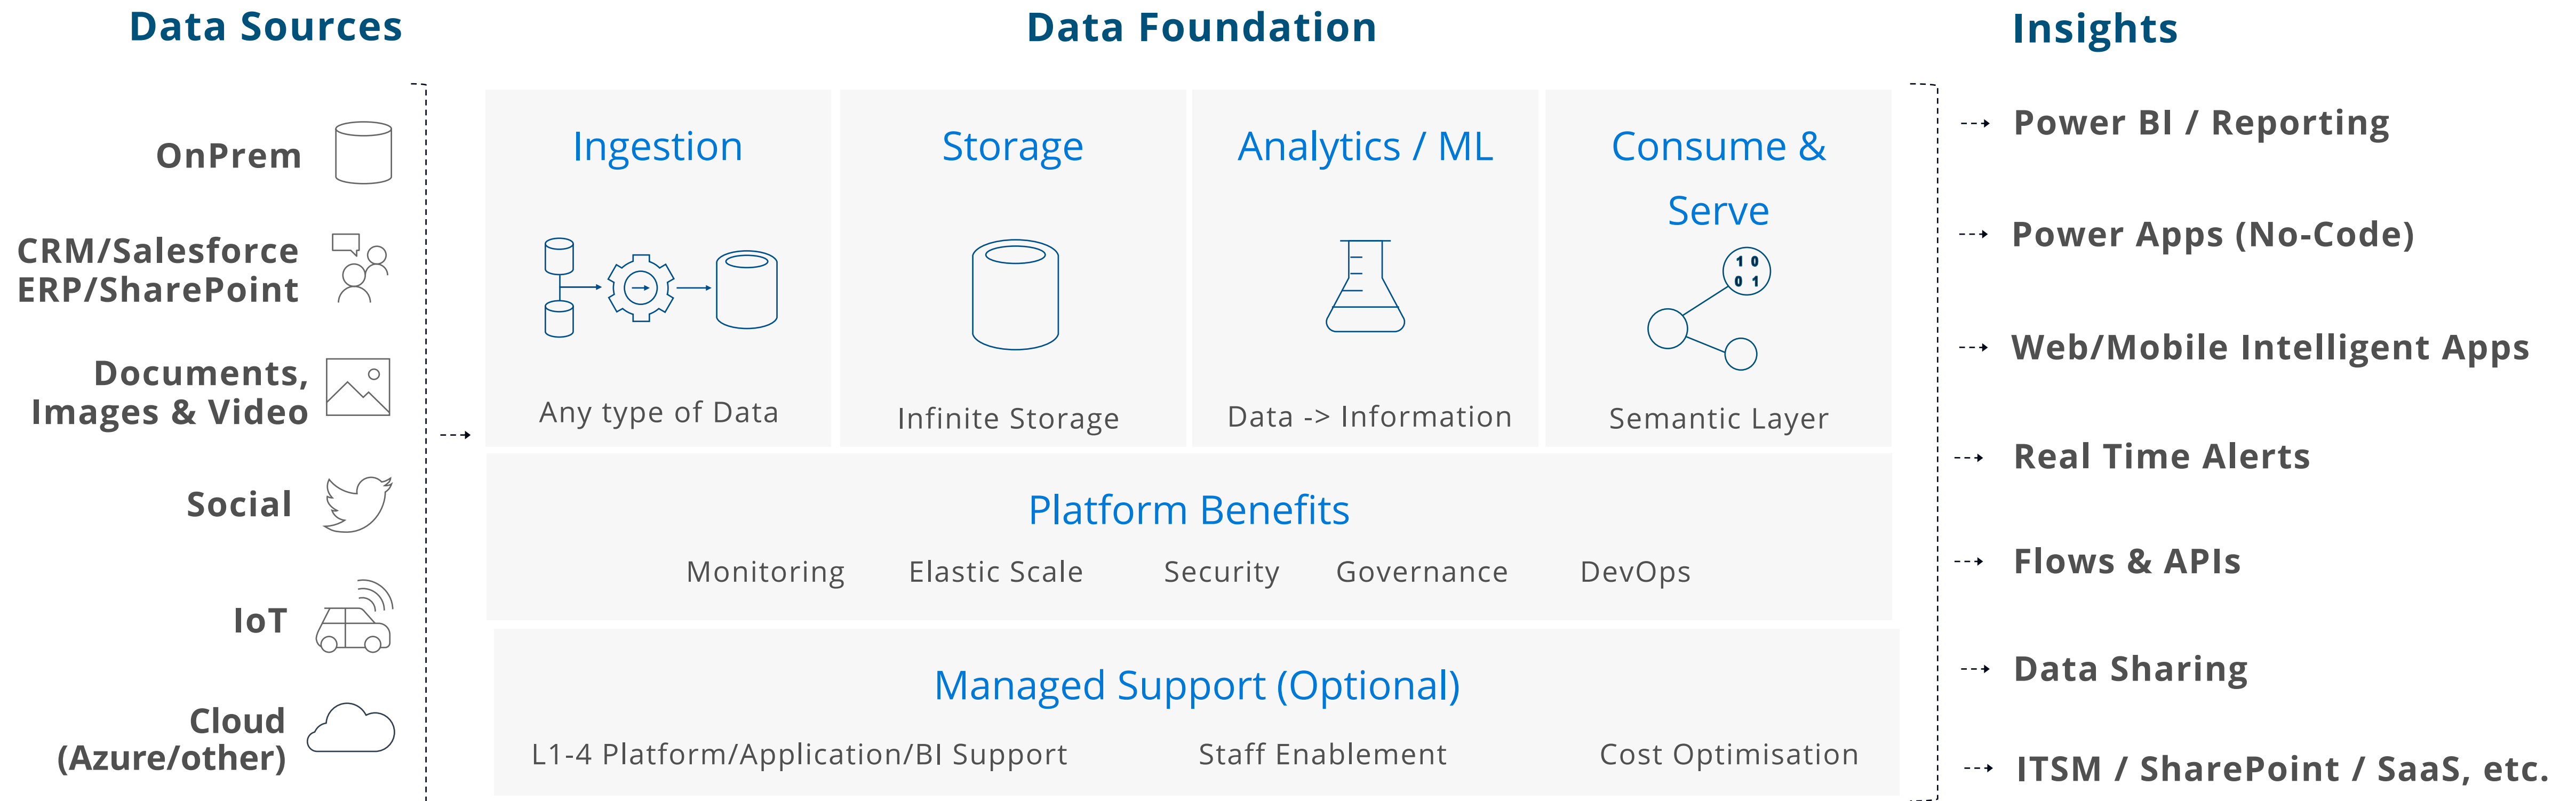 Data Sources
Data Foundation
Insights
OnPrem
CRM/Salesforce
ERP/SharePoint
Documents,
Images & Video
Social
IoT
Cloud
(Azure/other)
Ingestion
Any type of Data
Storage
Infinite Storage
Analytics / ML
Data -> Information
Consume &
Serve
1 0
0 1
Semantic Layer
Platform Benefits
Monitoring Elastic Scale Security Governance DevOps
Managed Support (Optional)
L1-4 Platform/Application/BI Support Staff Enablement Cost Optimisation
Power BI / Reporting
Power Apps (No-Code)
Web/Mobile Intelligent Apps
Real Time Alerts
Flows & APIs
Data Sharing
ITSM / SharePoint / SaaS, etc.